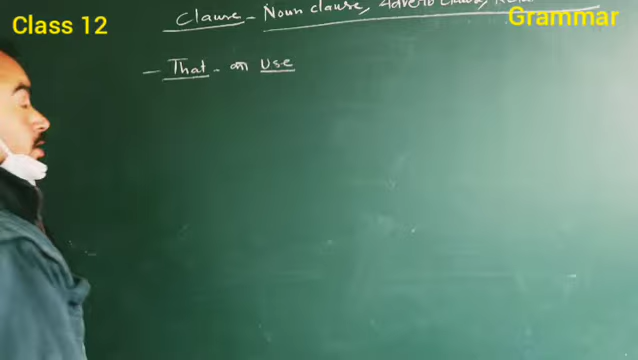 Class 12
Clause - Noun clause, Adverb Clause,
Grammar
- That - का Use